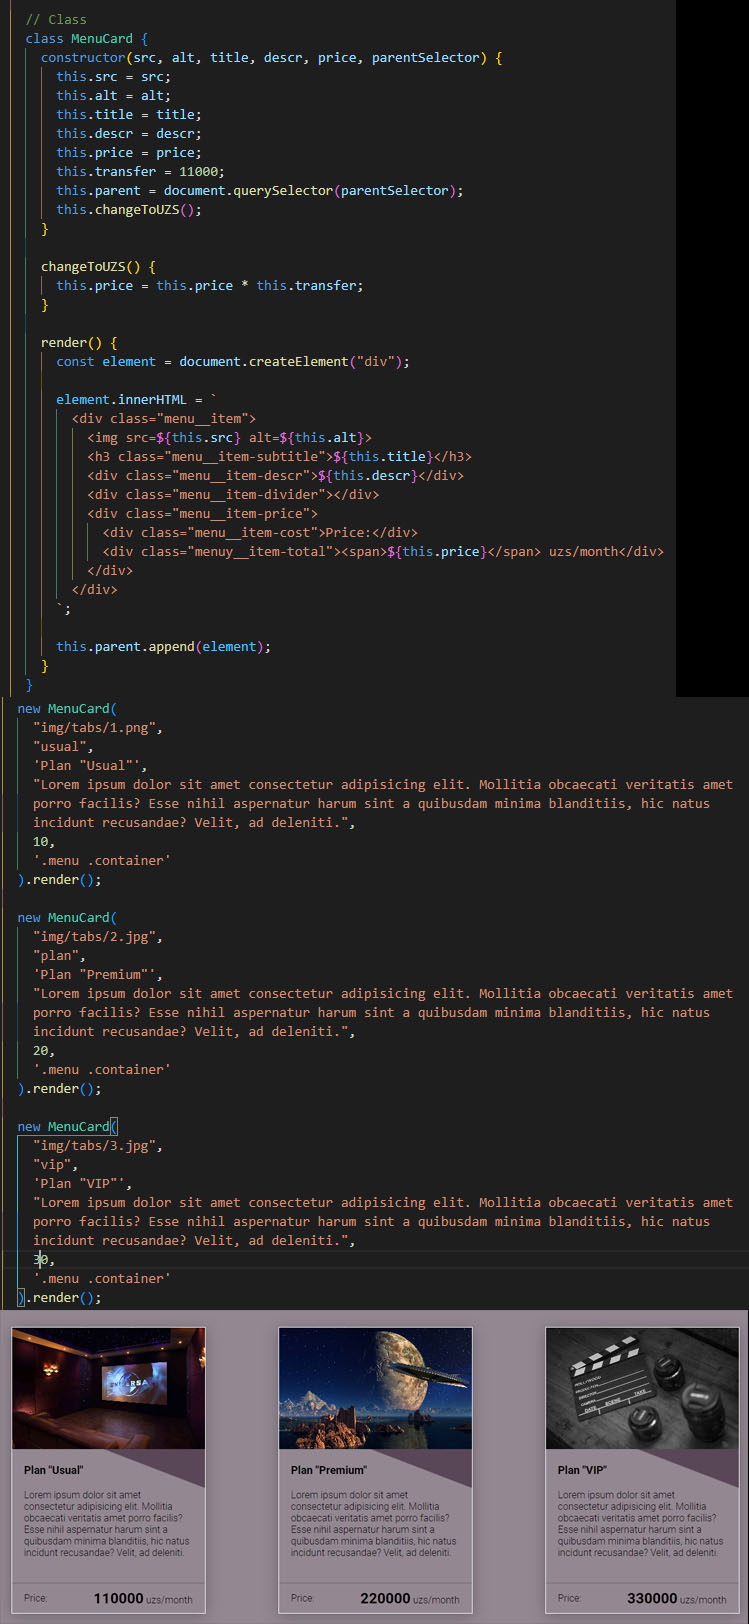 // Class
class MenuCard {
constructor(src, alt, title, descr, price, parentSelector) {
this.src = src;
this.alt = alt;
this.title = title;
this.descr = descr;
this.price = price;
this.transfer = 11000;
this.parent = document.querySelector(parentSelector);
this.changeToUZS();
}
changeToUZS() {
this.price = this.price * this.transfer;
}
render() {
const element = document.createElement("div");
element.innerHTML = `
<div class="menu__item">
<img src=${this.src} alt=${this.alt}>
<h3 class="menu__item-subtitle">${this.title}</h3>
<div class="menu__item-descr">${this.descr}</div>
<div class="menu__item-divider"></div>
<div class="menu__item-price">
<div class="menu__item-cost">Price:</div>
<div class="menuy__item-total"><span>${this.price}</span> uzs/month</div>
</div>
</div>
`;
this.parent.append(element);
}
}
new MenuCard(
"img/tabs/1.png",
"usual",
'Plan "Usual"',
"Lorem ipsum dolor sit amet consectetur adipisicing elit. Mollitia obcaecati veritatis amet
porro facilis? Esse nihil aspernatur harum sint a quibusdam minima blanditiis, hic natus
incidunt recusandae? Velit, ad deleniti.",
10,
'.menu .container'
).render();
new MenuCard(
"img/tabs/2.jpg",
"plan",
'Plan "Premium"',
"Lorem ipsum dolor sit amet consectetur adipisicing elit. Mollitia obcaecati veritatis amet
porro facilis? Esse nihil aspernatur harum sint a quibusdam minima blanditiis, hic natus
incidunt recusandae? Velit, ad deleniti.",
20,
'.menu .container'
).render();
new MenuCard(
"img/tabs/3.jpg",
"vip",
'Plan "VIP"',
"Lorem ipsum dolor sit amet consectetur adipisicing elit. Mollitia obcaecati veritatis amet
porro facilis? Esse nihil aspernatur harum sint a quibusdam minima blanditiis, hic natus
incidunt recusandae? Velit, ad deleniti.",
30,
'.menu .container'
).render();
Plan "Usual"
Lorem ipsum dolor sit amet
consectetur adipisicing elit. Mollitia
obcaecati veritatis amet porro facilis?
Esse nihil aspernatur harum sint a
quibusdam minima blanditiis, hic natus
incidunt recusandae? Velit, ad deleniti.
Price: 110000 uzs/month
Plan "Premium"
Lorem ipsum dolor sit amet
consectetur adipisicing elit. Mollitia
obcaecati veritatis amet porro facilis?
Esse nihil aspernatur harum sint a
quibusdam minima blanditiis, hic natus
incidunt recusandae? Velit, ad deleniti.
Price: 220000 uzs/month
HOLLYWOOD
DIRECTOR
CAMERA
DATE SCENE TAKE
Plan "VIP"
Lorem ipsum dolor sit amet
consectetur adipisicing elit. Mollitia
obcaecati veritatis amet porro facilis?
Esse nihil aspernatur harum sint a
quibusdam minima blanditiis, hic natus
incidunt recusandae? Velit, ad deleniti.
Price: 330000 uzs/month